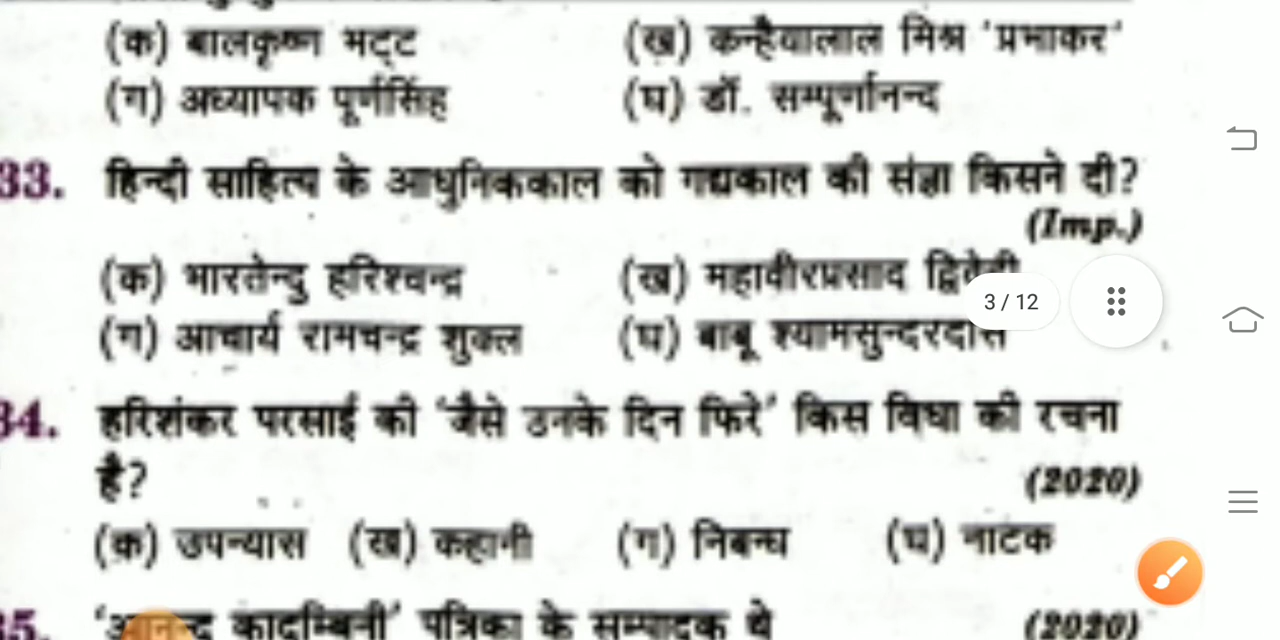 (क) बालकृष्ण भट्ट (ख) कन्हैयालाल मिश्र 'प्रभाकर'
(ग) अध्यापक पूर्णसिंह (घ) डॉ. सम्पूर्णानन्द
33. हिन्दी साहित्य के आधुनिककाल को गद्यकाल की संज्ञा किसने दी?
(Imp.)
(क) भारतेन्दु हरिश्चन्द्र (ख) महावीरप्रसाद द्विवेदी
3 / 12
(ग) आचार्य रामचन्द्र शुक्ल (घ) बाबू श्यामसुन्दरदास
34. हरिशंकर परसाई की 'जैसे उनके दिन फिरे' किस विधा की रचना
है? (2020)
(क) उपन्यास (ख) कहानी (ग) निबन्ध (घ) नाटक
35. 'आनन्द कादम्बिनी' पत्रिका के सम्पादक थे (2020)